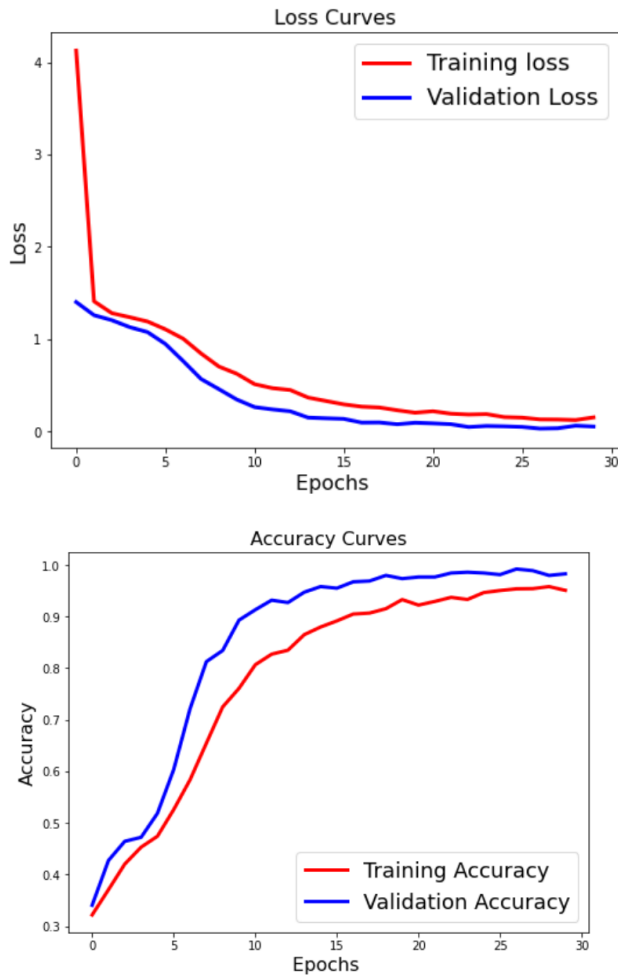 Loss Curves
4
3
2
1
0
Loss
Training loss
Validation Loss
0 5 10 15 20 25 30
Epochs
Accuracy Curves
1.0
0.9
0.8
0.7
0.6
0.5
0.4
0.3
Accuracy
Training Accuracy
Validation Accuracy
0 5 10 15 20 25 30
Epochs